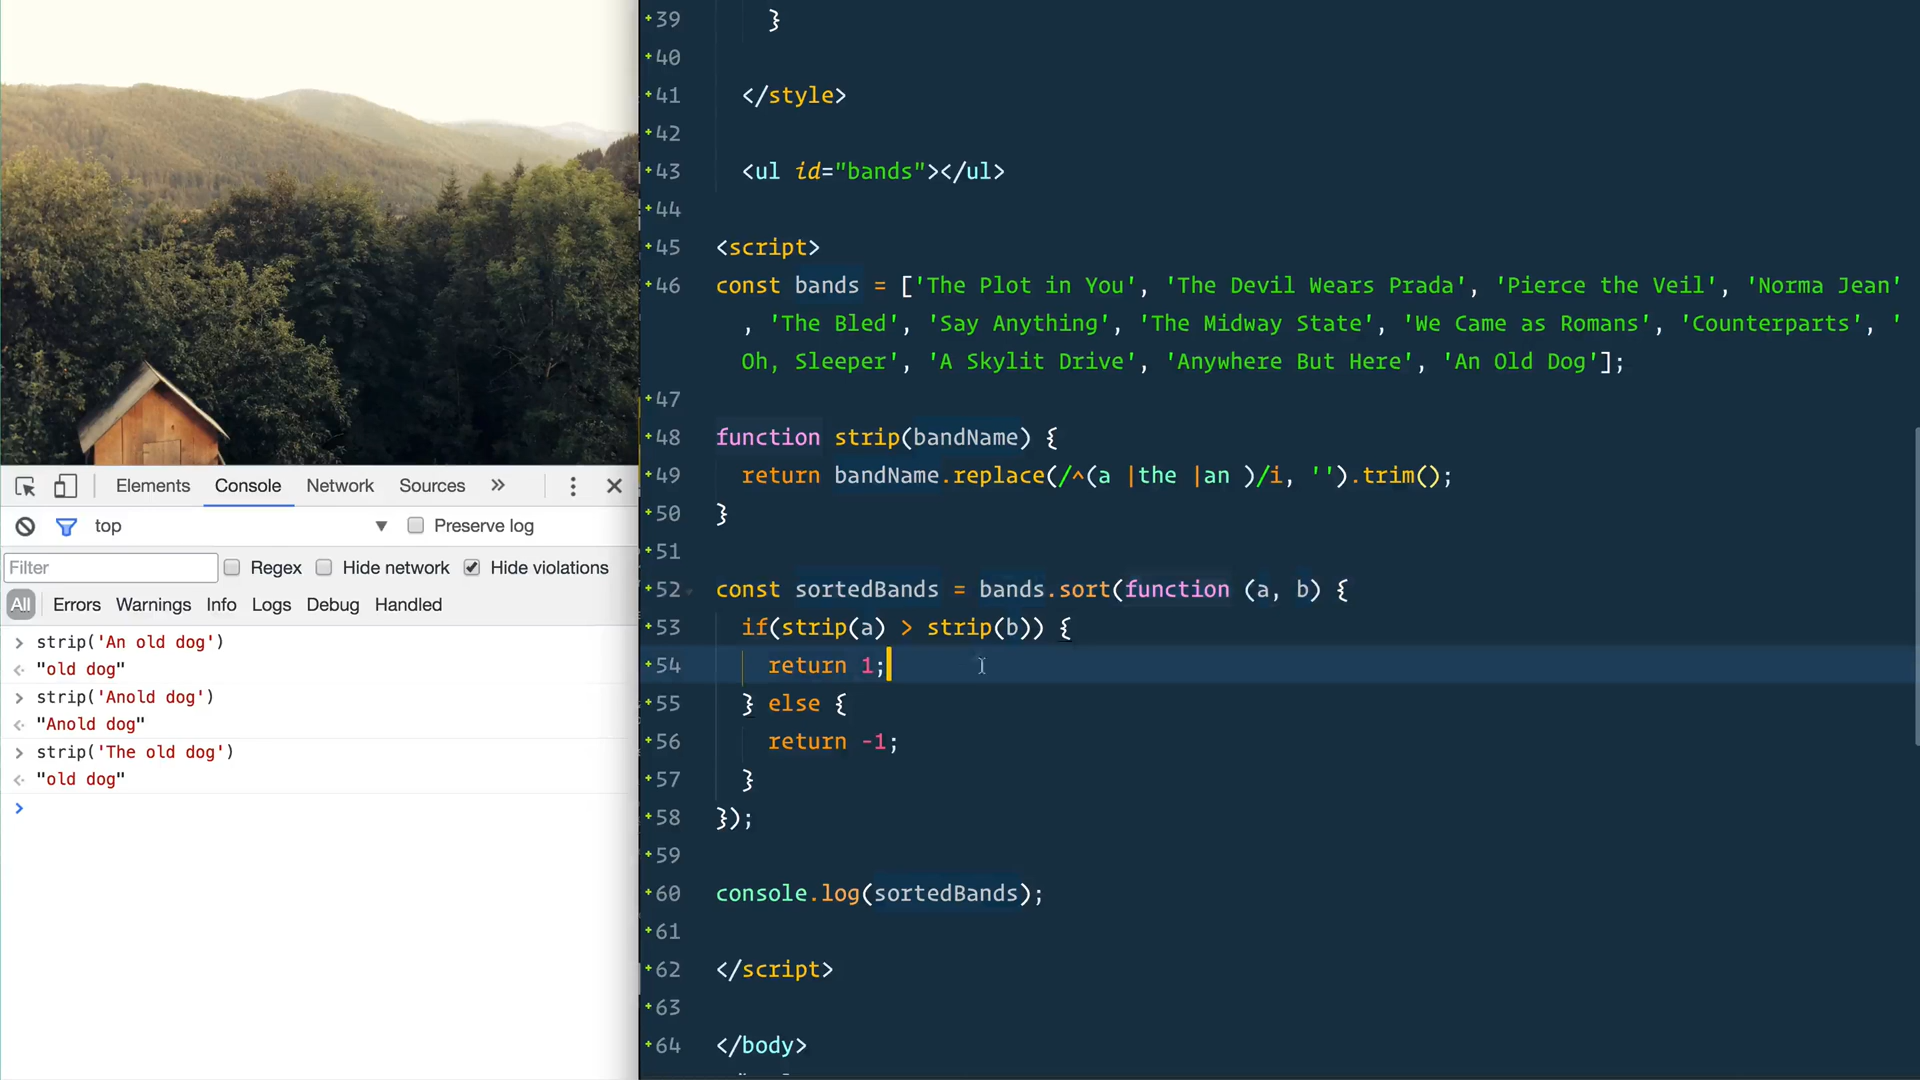 Elements Console Network Sources »
top Preserve log
Filter Regex Hide network Hide violations
All Errors Warnings Info Logs Debug Handled
> strip('An old dog')
"old dog"
> strip('Anold dog')
"Anold dog"
> strip('The old dog')
"old dog"
>
39 }
40
41 </style>
42
43 <ul id="bands"></ul>
44
45 <script>
46 const bands = ['The Plot in You', 'The Devil Wears Prada', 'Pierce the Veil', 'Norma Jean'
, 'The Bled', 'Say Anything', 'The Midway State', 'We Came as Romans', 'Counterparts', '
Oh, Sleeper', 'A Skylit Drive', 'Anywhere But Here', 'An Old Dog'];
47
48 function strip(bandName) {
49 return bandName.replace(/^(a |the |an )/i, '').trim();
50 }
51
52 const sortedBands = bands.sort(function (a, b) {
53 if(strip(a) > strip(b)) {
54 return 1;
55 } else {
56 return -1;
57 }
58 });
59
60 console.log(sortedBands);
61
62 </script>
63
64 </body>